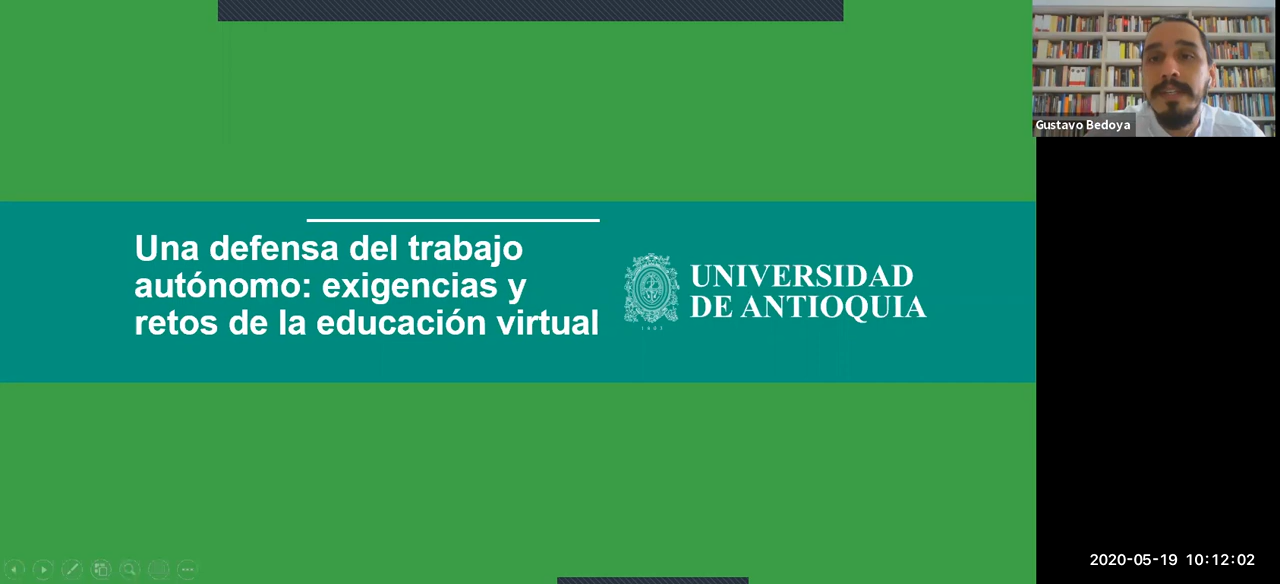 Gustavo Bedoya
Una defensa del trabajo
autónomo: exigencias y
retos de la educación virtual
UNIVERSIDAD
DE ANTIOQUIA
1803
2020-05-19 10:12:02